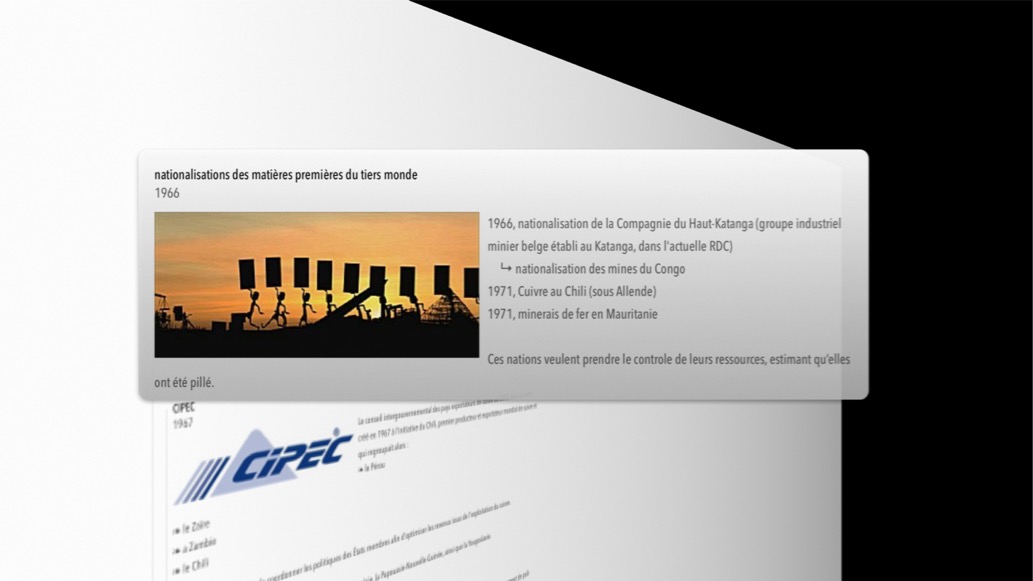 nationalisations des matières premières du tiers monde
1966
1966, nationalisation de la Compagnie du Haut-Katanga (groupe industriel
minier belge établi au Katanga, dans l'actuelle RDC)
↳ nationalisation des mines du Congo
1971, Cuivre au Chili (sous Allende)
1971, minerais de fer en Mauritanie
Ces nations veulent prendre le controle de leurs ressources, estimant qu'elles
ont été pillé.
CIPEC
1967
Le conseil intergouvernemental des pays exportateurs de
créé en 1967 à l'initiative du Chili, premier producteur et exportateur mondial de cuivre et
qui regroupait alors :
le Pérou
CiPEC
le Zaïre
a Zambie
le Chili
coordonner les politiques des États membres afin d'optimiser les revenus issus de l'exploitation du cuivre.
la Papouasie-Nouvelle-Guinée, ainsi que la Yougoslavie